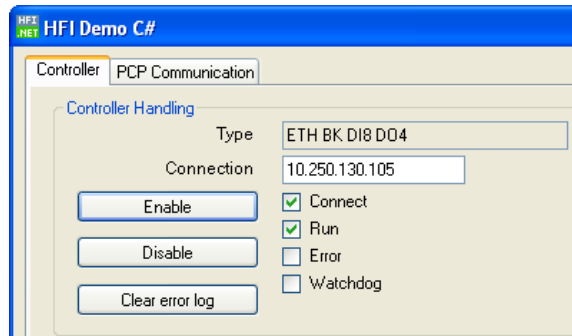 HFI
.NET
HFI Demo C#
Controller
PCP Communication
Controller Handling
Type
ETH BK DI8 DO4
Connection
10.250.130.105
Enable
Connect
Run
Disable
Error
Watchdog
Clear error log